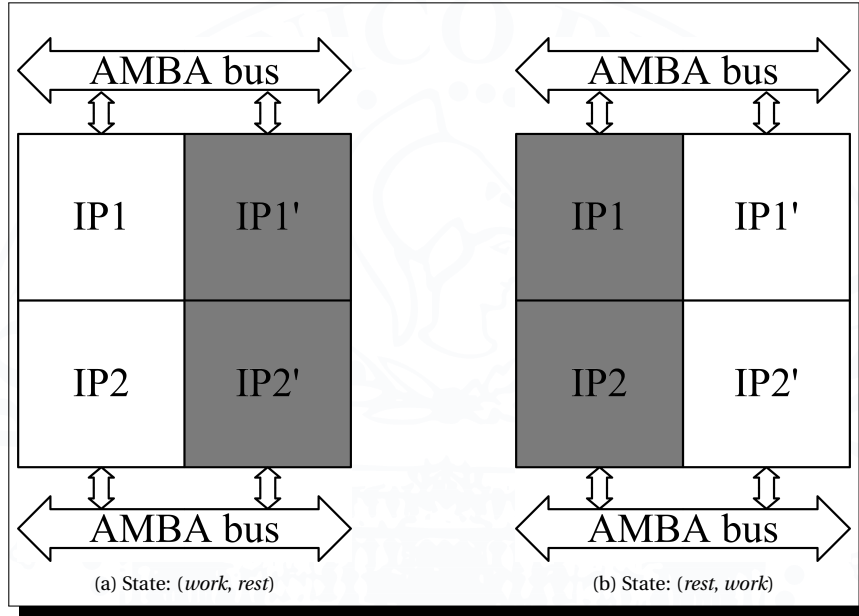 AMBA bus
IP1 IP1'
IP2 IP2'
AMBA bus
(a) State: (work, rest)
AMBA bus
IP1 IP1'
IP2 IP2'
AMBA bus
(b) State: (rest, work)